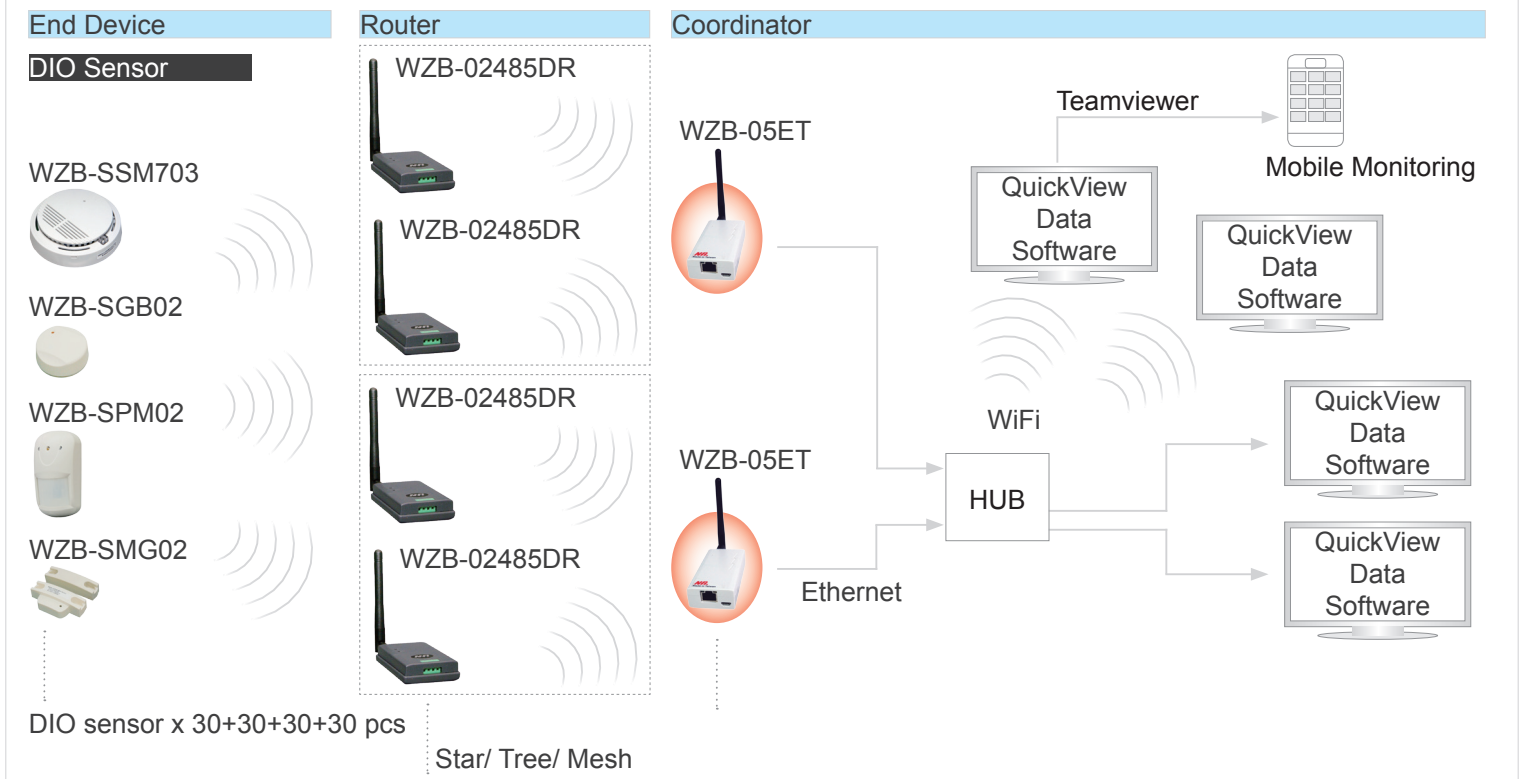 End Device
Router
Coordinator
DIO Sensor
WZB-02485DR
Teamviewer
WZB-05ET
WZB-SSM703
Mobile Monitoring
QuickView
Data
Software
WZB-02485DR
QuickView
Data
Software
WZB-SGB02
WZB-02485DR
QuickView
Data
Software
WZB-SPM02
WiFi
WZB-05ET
HUB
WZB-SMG02
WZB-02485DR
QuickView
Data
Software
Ethernet
DIO sensor x 30+30+30+30 pcs
Star/ Tree/ Mesh